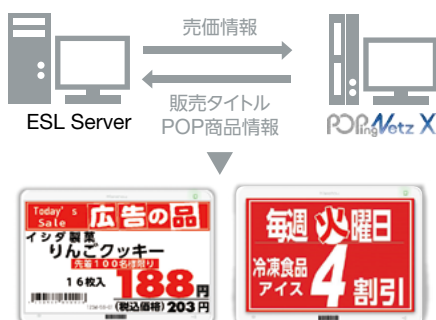 売価情報
販売タイトル
POP商品情報
ESL Server
POPingNetz X
Today's
Sale
広告の品
イシダ製菓
りんごクッキー
先着100名様限り
16枚入
188円
(税込価格)203円
毎週火曜日
冷凍食品
アイス
4割引